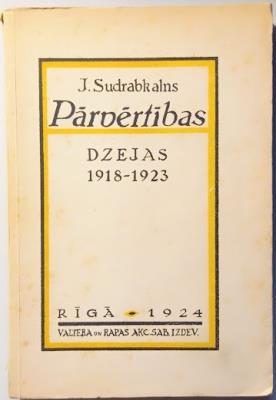 J. Sudrabkalns
Pārvērtības
DZEJAS
1918-1923
RĪGĀ • 1924
VALTERA UN RAPAS AKC. SAB. IZDEV.